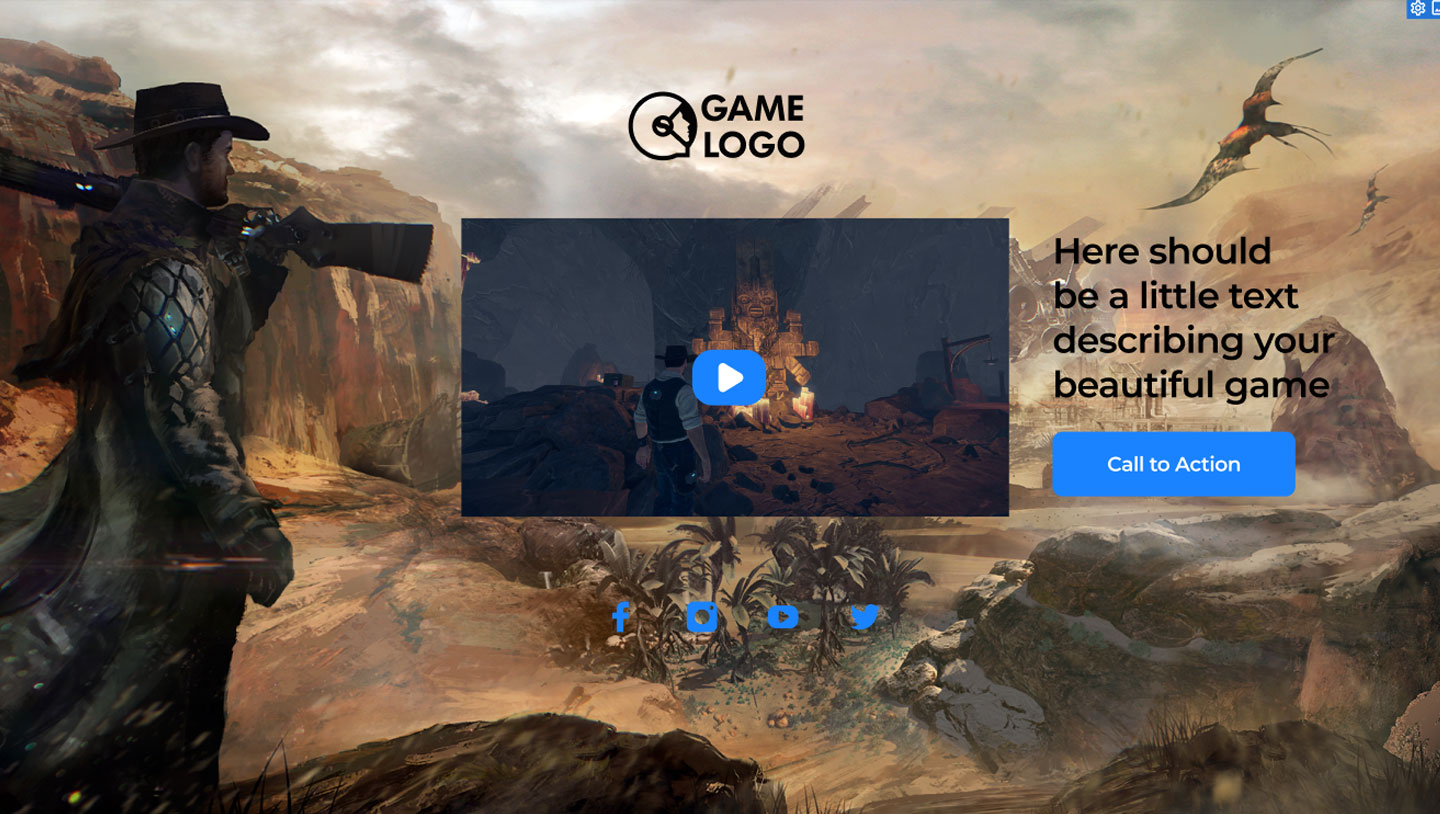 GAME
LOGO
Here should
be a little text
describing your
beautiful game
Call to Action